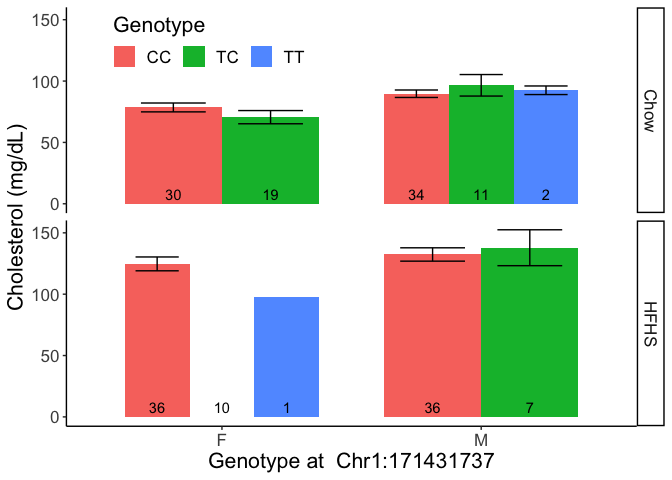 Genotype
CC TC TT
Cholesterol (mg/dL)
150
100
50
0
30 19 34 11 2
Chow
150
100
50
0
36 10 1 36 7
HFHS
F M
Genotype at Chr1:171431737